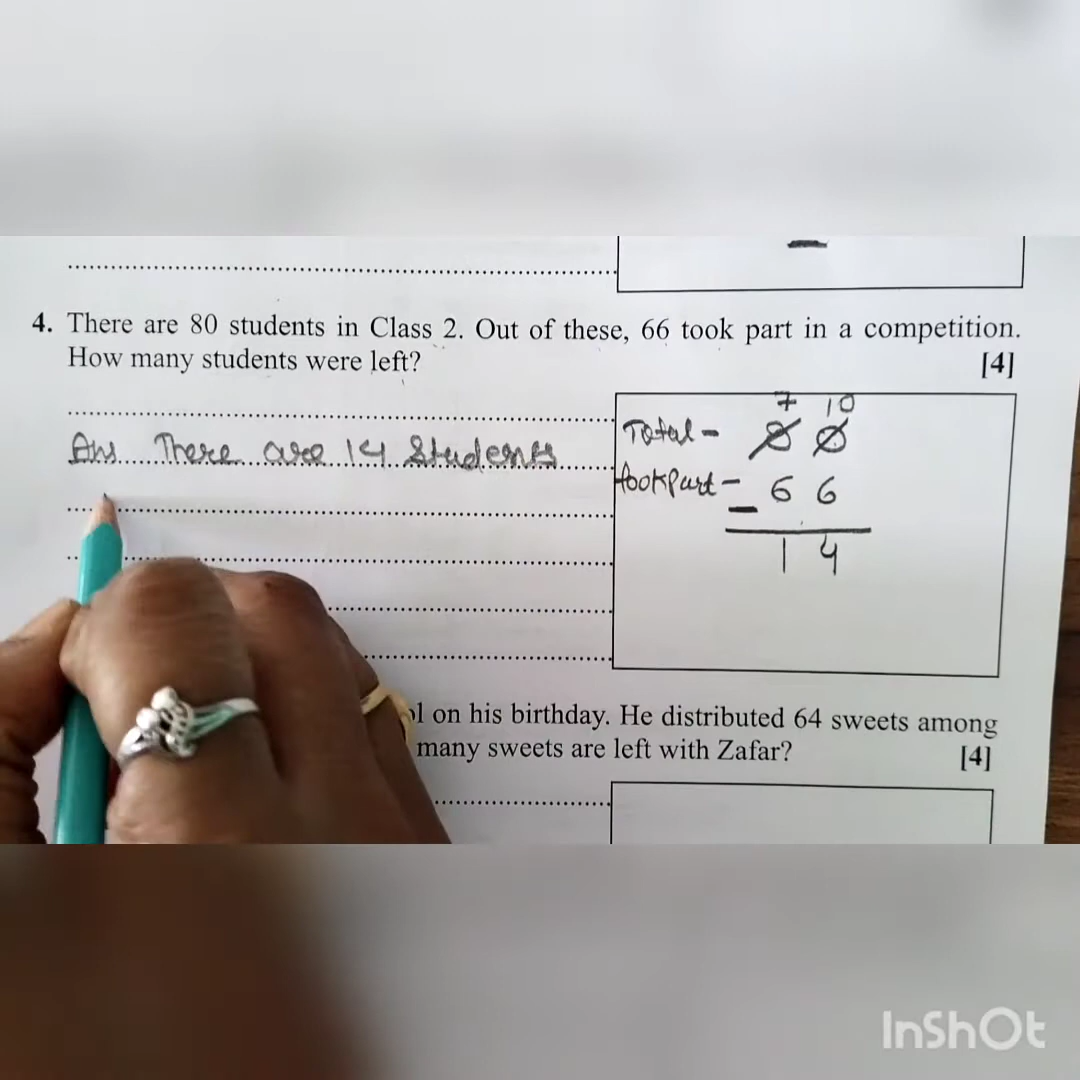 4. There are 80 students in Class 2. Out of these, 66 took part in a competition.
How many students were left? [4]
Ans There are 14 Students
7 10
Total - 8 0
tookPart - 6 6
1 4
on his birthday. He distributed 64 sweets among
many sweets are left with Zafar? [4]
InShOt